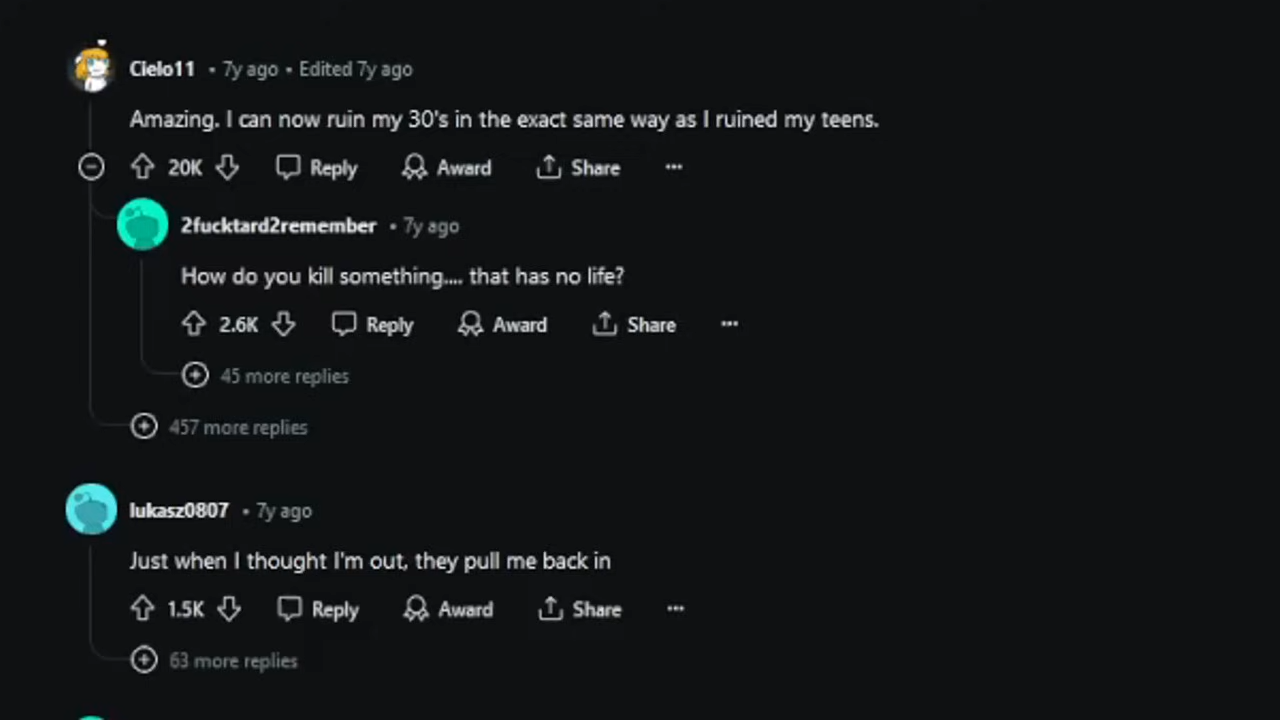 Cielo11 • 7y ago • Edited 7y ago
Amazing. I can now ruin my 30's in the exact same way as I ruined my teens.
20K Reply Award Share ...
2fucktard2remember • 7y ago
How do you kill something.... that has no life?
2.6K Reply Award Share ...
45 more replies
457 more replies
lukasz0807 • 7y ago
Just when I thought I'm out, they pull me back in
1.5K Reply Award Share ...
63 more replies